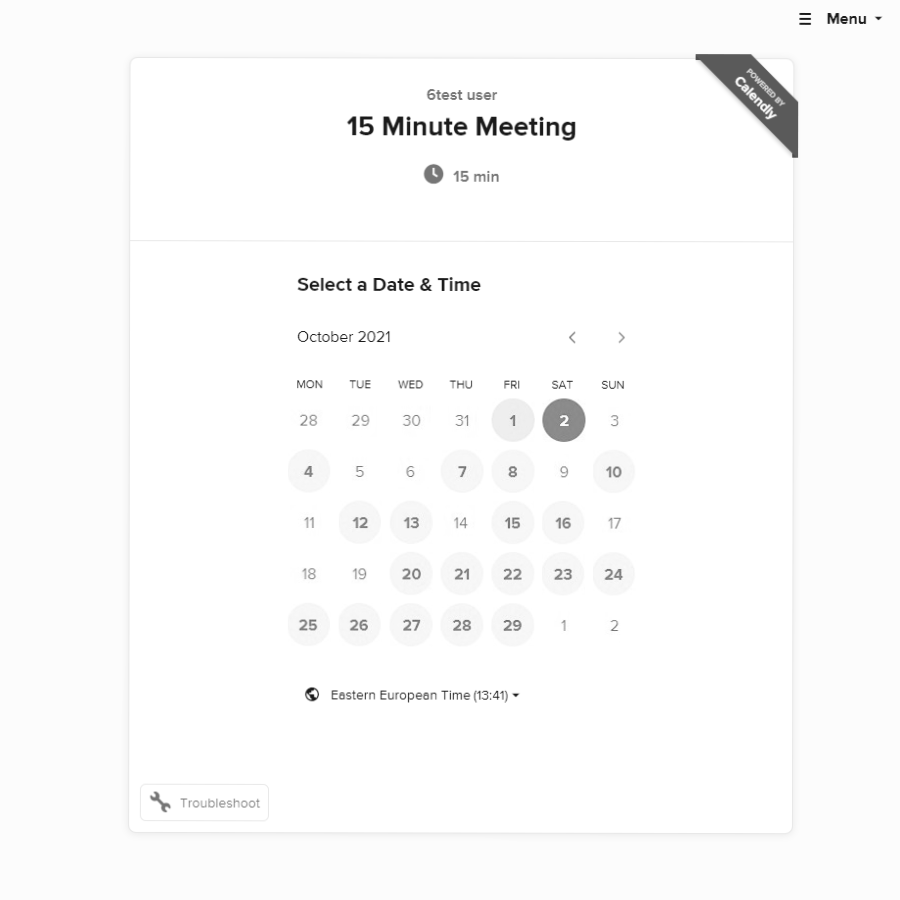 Menu
6test user
15 Minute Meeting
15 min
POWERED BY
Calendly
Select a Date & Time
October 2021
MON TUE WED THU FRI SAT SUN
28 29 30 31 1 2 3
4 5 6 7 8 9 10
11 12 13 14 15 16 17
18 19 20 21 22 23 24
25 26 27 28 29 1 2
Eastern European Time (13:41)
Troubleshoot